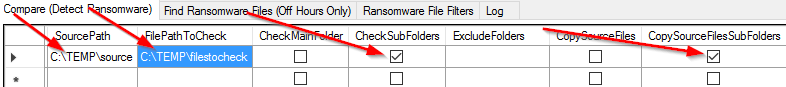 Compare (Detect Ransomware) Find Ransomware Files (Off Hours Only) Ransomware File Filters Log
SourcePath FilePathToCheck CheckMainFolder CheckSubFolders ExcludeFolders CopySourceFiles CopySourceFilesSubFolders
C:\TEMP\source C:\TEMP\filestocheck